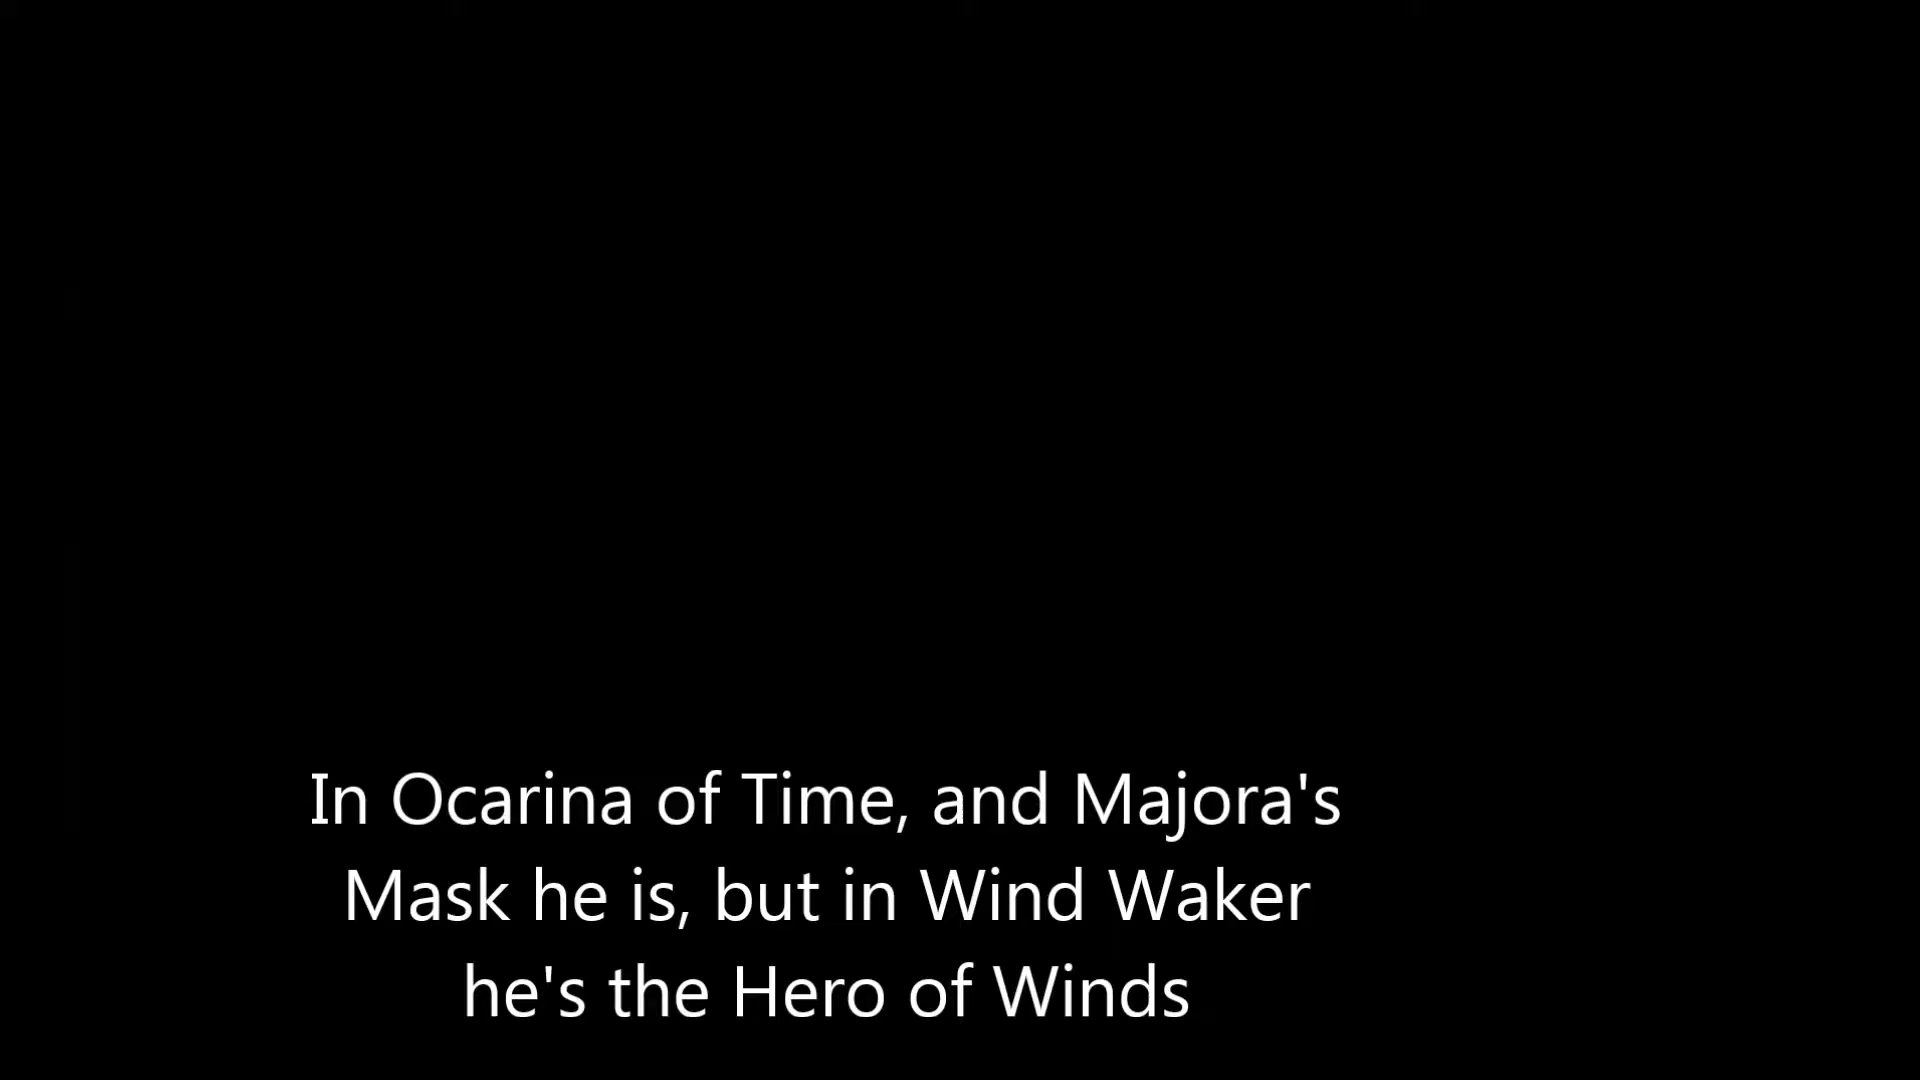 In Ocarina of Time, and Majora's
Mask he is, but in Wind Waker
he's the Hero of Winds